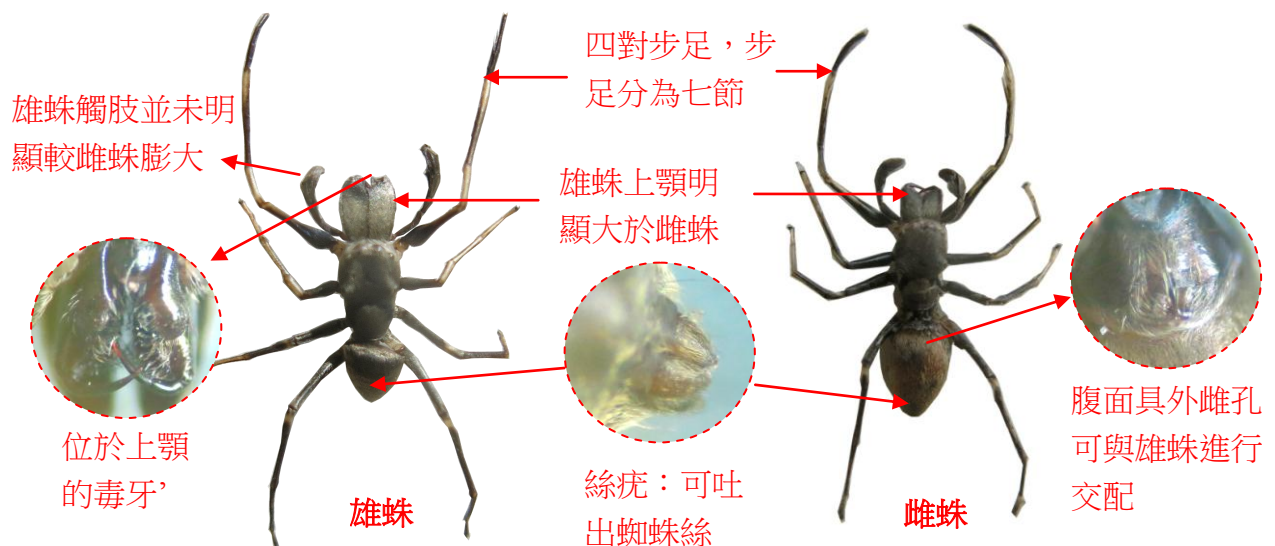 四對步足，步
足分為七節
雄蛛觸肢並未明
顯較雌蛛膨大
雄蛛上顎明
顯大於雌蛛
位於上顎
的毒牙’
雄蛛
絲疣：可吐
出蜘蛛絲
雌蛛
腹面具外雌孔
可與雄蛛進行
交配